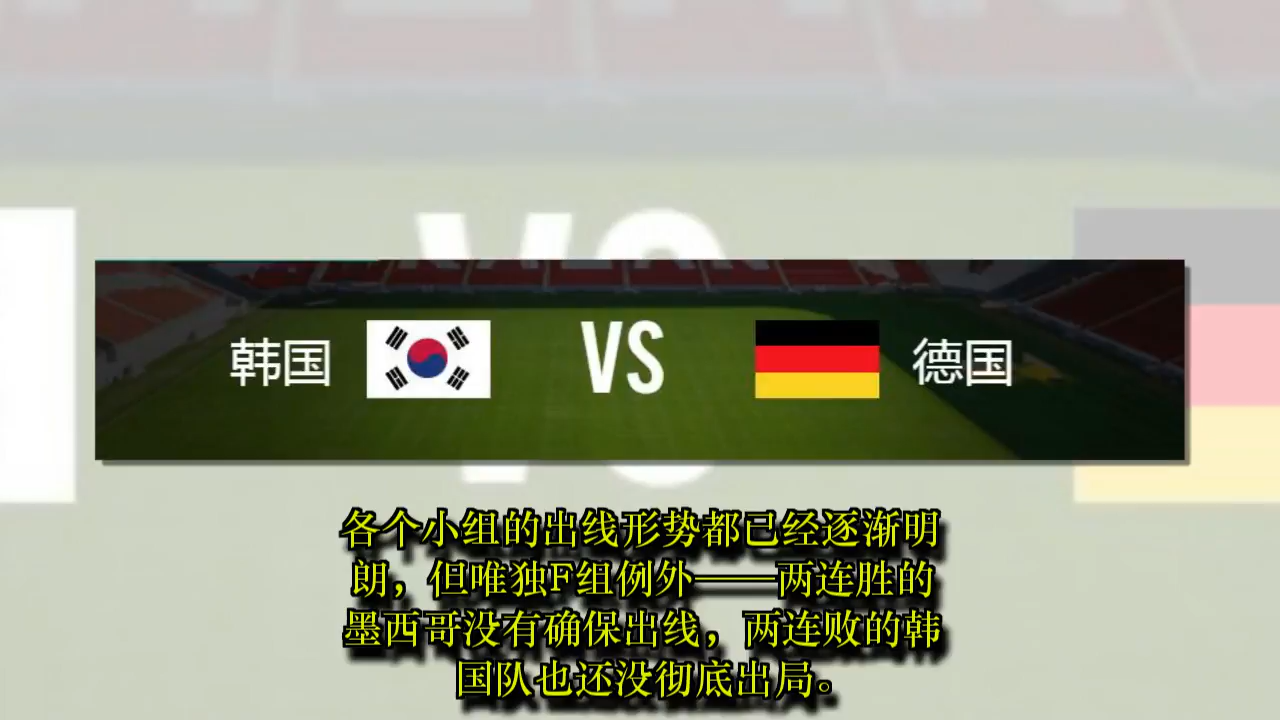 韩国 VS 德国
各个小组的出线形势都已经逐渐明
朗，但唯独F组例外——两连胜的
墨西哥没有确保出线，两连败的韩
国队也还没彻底出局。